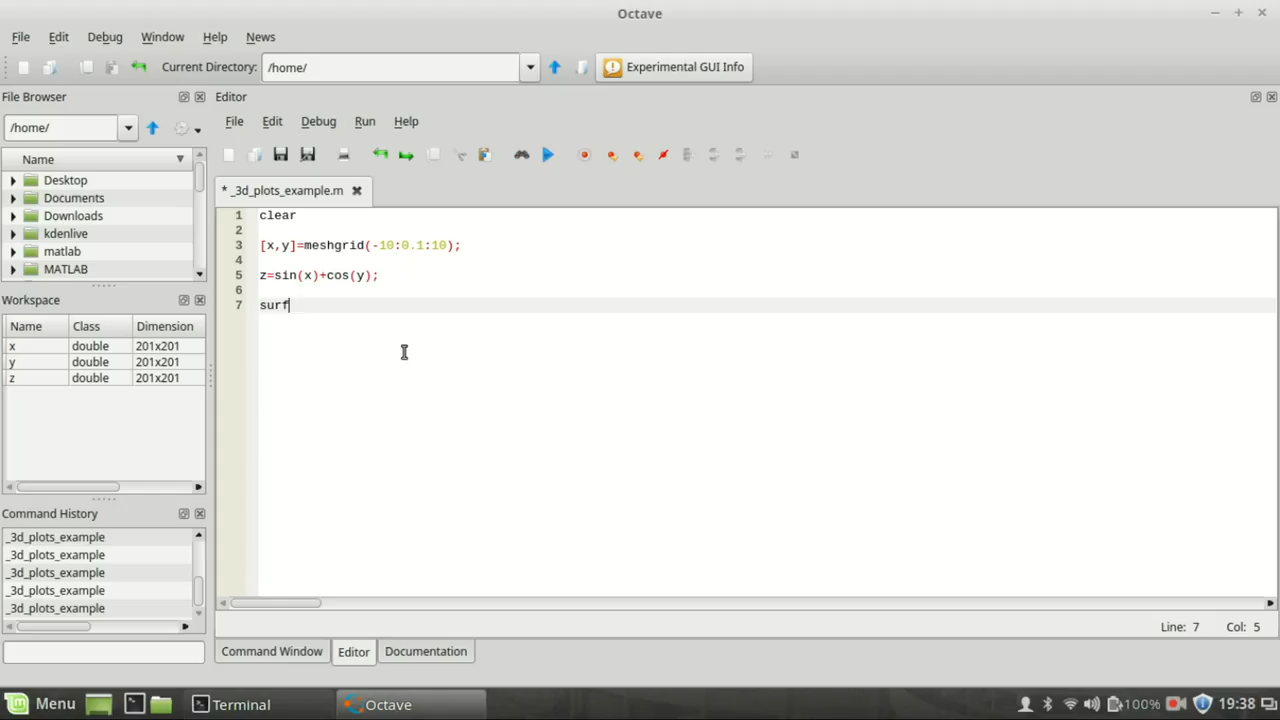 Octave
File Edit Debug Window Help News
Current Directory: /home/ Experimental GUI Info
File Browser
/home/
Name
Desktop
Documents
Downloads
kdenlive
matlab
MATLAB
Workspace
Name Class Dimension
x double 201x201
y double 201x201
z double 201x201
Command History
_3d_plots_example
_3d_plots_example
_3d_plots_example
_3d_plots_example
_3d_plots_example
Editor
File Edit Debug Run Help
* _3d_plots_example.m
1 clear
2
3 [x,y]=meshgrid(-10:0.1:10);
4
5 z=sin(x)+cos(y);
6
7 surf
Line: 7 Col: 5
Command Window Editor Documentation
Menu Terminal Octave 100% 19:38